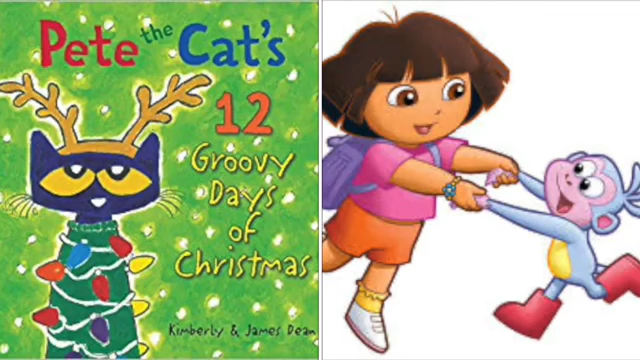 Pete the Cat's
12
Groovy
Days
of
Christmas
Kimberly & James Dean